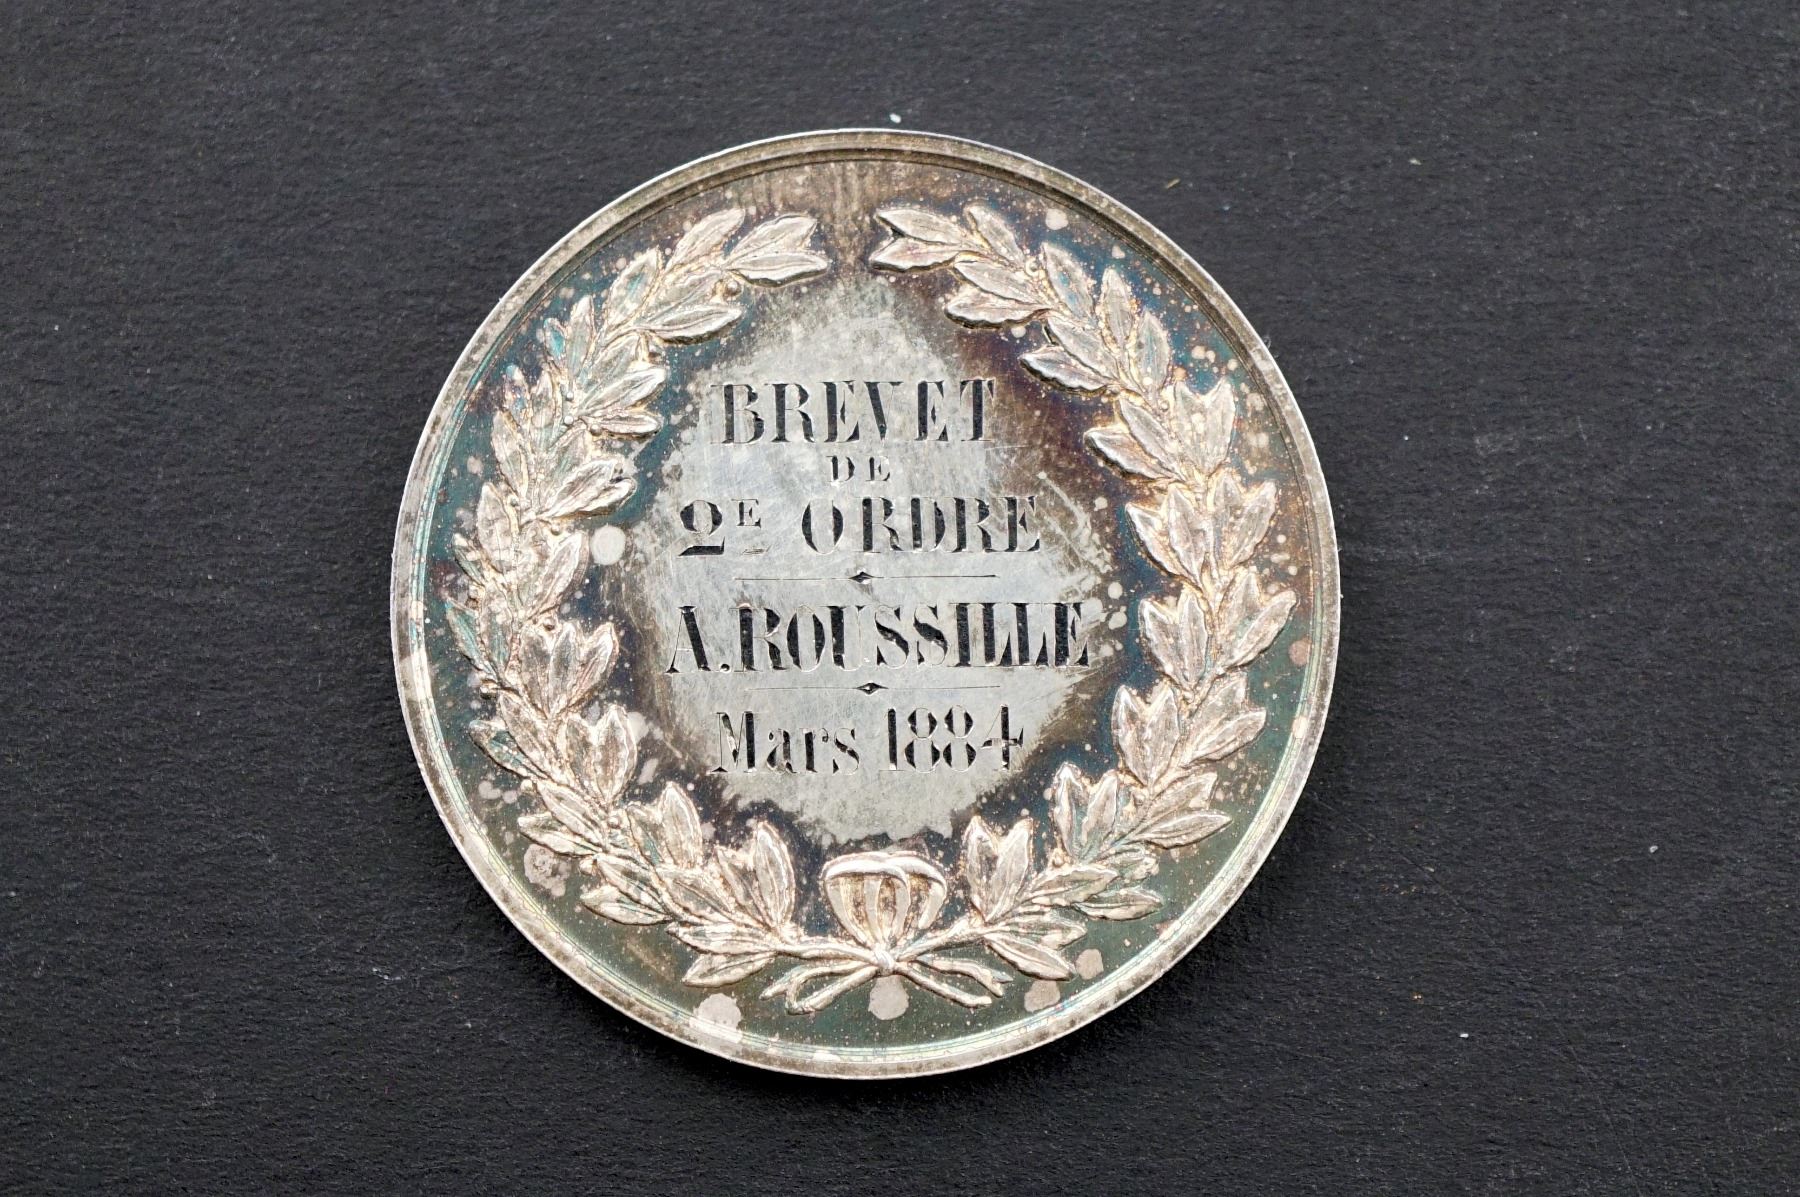 BREVET
DE
2E ORDRE
A. ROUSSILLE
Mars 1884